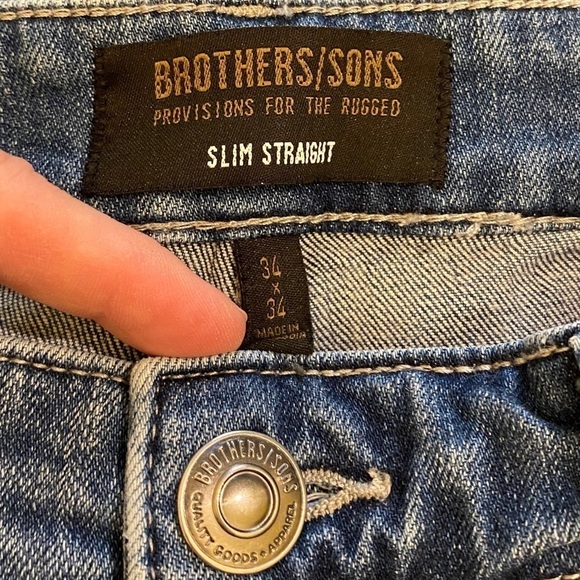 BROTHERS/SONS
PROVISIONS FOR THE RUGGED
SLIM STRAIGHT
34
X
34
MADE IN
BROTHERS/SONS
QUALITY GOODS • APPAREL